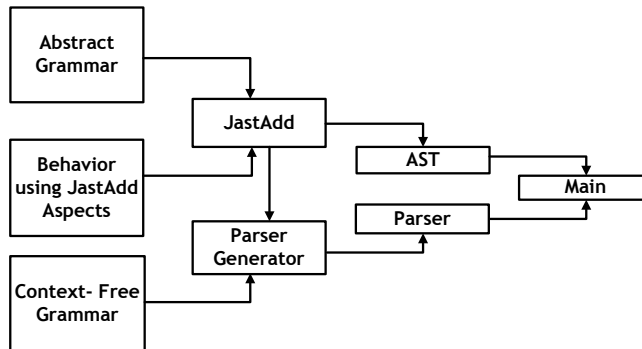 Abstract
Grammar
JastAdd
Behavior
using JastAdd
Aspects
AST
Main
Parser
Parser
Generator
Context- Free
Grammar